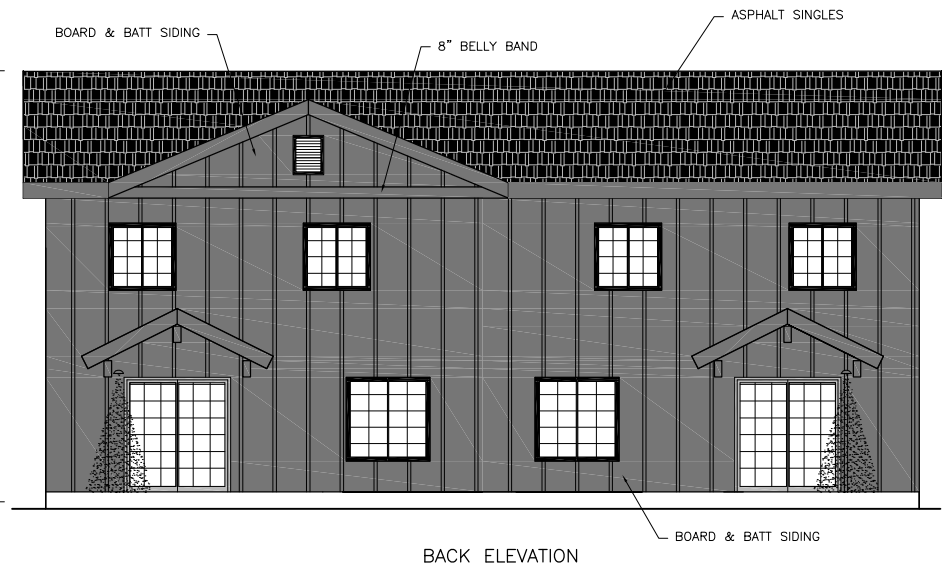 ASPHALT SINGLES
BOARD & BATT SIDING
8" BELLY BAND
BOARD & BATT SIDING
BACK ELEVATION